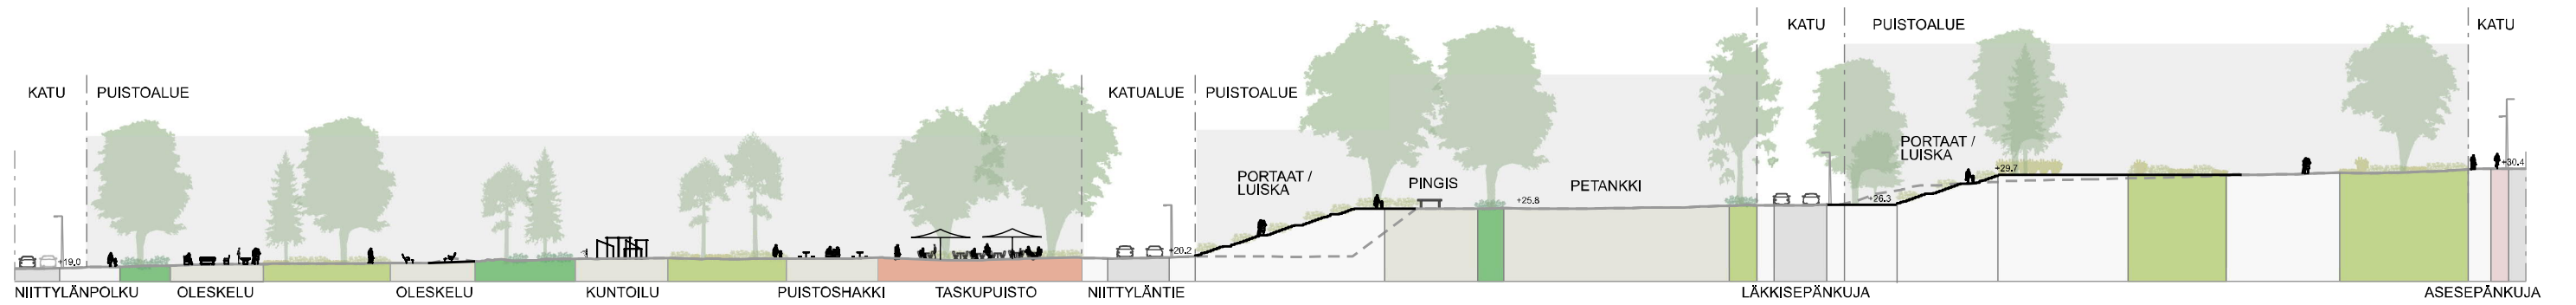 KATU
PUISTOALUE
KATUALUE
PUISTOALUE
KATU
PUISTOALUE
KATU
PORTAAT /
LUISKA
PINGIS
PETANKKI
PORTAAT /
LUISKA
+19.0
+20.2
+25.8
+26.3
+29.7
+30.4
NIITTYLÄNPOLKU
OLESKELU
OLESKELU
KUNTOILU
PUISTOSHAKKI
TASKUPUISTO
NIITTYLÄNTIE
LÄKKISEPÄNKUJA
ASESEPÄNKUJA